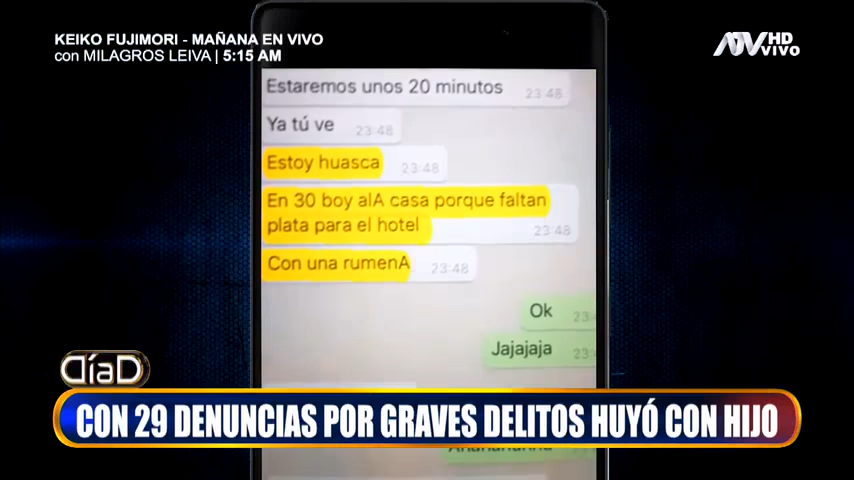 KEIKO FUJIMORI - MAÑANA EN VIVO
con MILAGROS LEIVA | 5:15 AM
ATV HD
VIVO
Estaremos unos 20 minutos 23:48
Ya tú ve 23:48
Estoy huasca 23:48
En 30 boy alA casa porque faltan
plata para el hotel 23:48
Con una rumenA 23:48
Ok
Jajajaja
DíaD
CON 29 DENUNCIAS POR GRAVES DELITOS HUYÓ CON HIJO